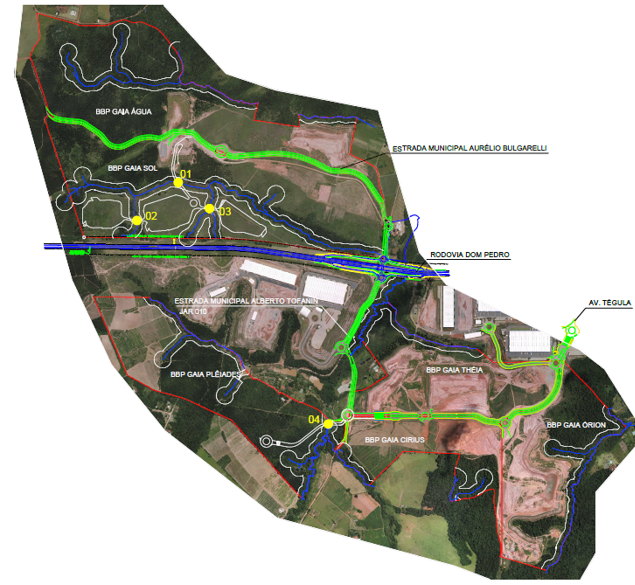 BBP GAIA ÁGUA
ESTRADA MUNICIPAL AURÉLIO BULGARELLI
BBP GAIA SOL
01
02
03
RODOVIA DOM PEDRO
ESTRADA MUNICIPAL ALBERTO TOFANIN
JAR 010
AV. TÉGULA
BBP GAIA PLÊIADES
BBP GAIA THÉIA
04
BBP GAIA CIRIUS
BBP GAIA ÓRION